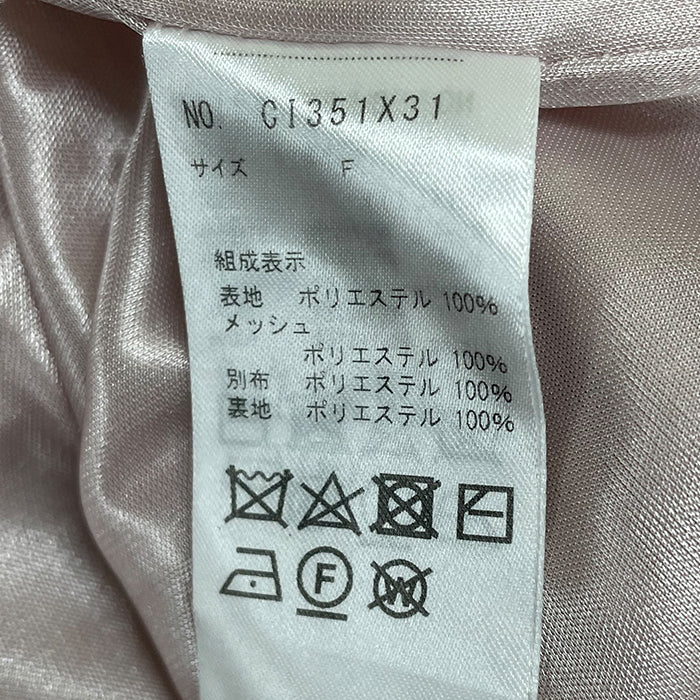 NO. CI351X31
サイズ F
組成表示
表地 ポリエステル 100%
メッシュ
ポリエステル 100%
別布 ポリエステル 100%
裏地 ポリエステル 100%
F W